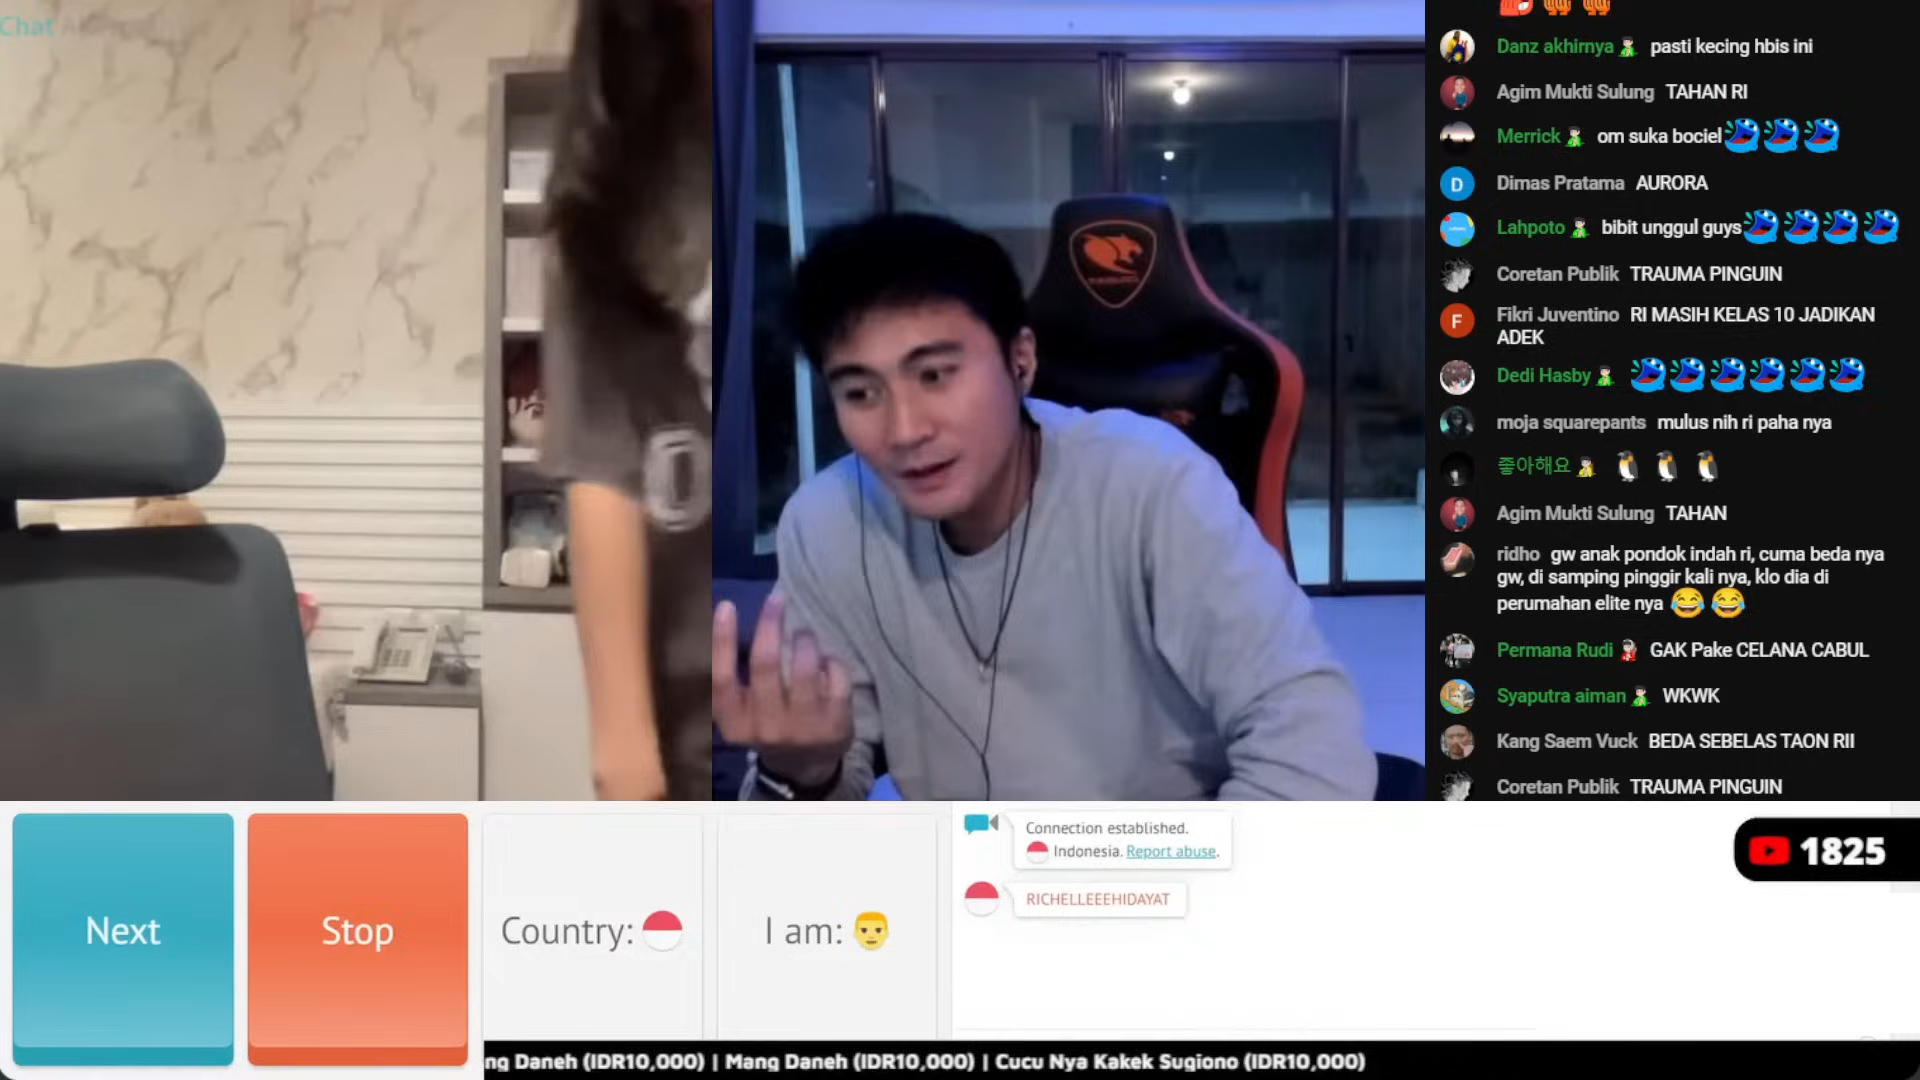 Chat
Danz akhirnya pasti kecing hbis ini
Agim Mukti Sulung TAHAN RI
Merrick om suka bociel
D
Dimas Pratama AURORA
Lahpoto bibit unggul guys
Coretan Publik TRAUMA PINGUIN
F
Fikri Juventino RI MASIH KELAS 10 JADIKAN
ADEK
Dedi Hasby
moja squarepants mulus nih ri paha nya
좋아해요
Agim Mukti Sulung TAHAN
ridho gw anak pondok indah ri, cuma beda nya
gw, di samping pinggir kali nya, klo dia di
perumahan elite nya
Permana Rudi GAK Pake CELANA CABUL
Syaputra aiman WKWK
Kang Saem Vuck BEDA SEBELAS TAON RII
Coretan Publik TRAUMA PINGUIN
Next
Stop
Country:
I am:
Connection established.
Indonesia. Report abuse.
RICHELLEEEHIDAYAT
1825
ng Daneh (IDR10,000) | Mang Daneh (IDR10,000) | Cucu Nya Kakek Sugiono (IDR10,000)